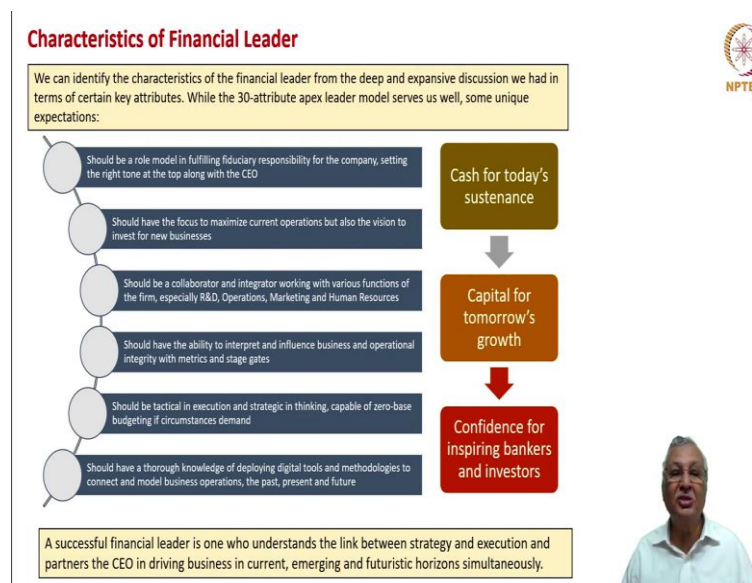 Characteristics of Financial Leader
We can identify the characteristics of the financial leader from the deep and expansive discussion we had in
terms of certain key attributes. While the 30-attribute apex leader model serves us well, some unique
expectations:
Should be a role model in fulfilling fiduciary responsibility for the company, setting
the right tone at the top along with the CEO
Should have the focus to maximize current operations but also the vision to
invest for new businesses
Should be a collaborator and integrator working with various functions of
the firm, especially R&D, Operations, Marketing and Human Resources
Should have the ability to interpret and influence business and operational
integrity with metrics and stage gates
Should be tactical in execution and strategic in thinking, capable of zero-base
budgeting if circumstances demand
Should have a thorough knowledge of deploying digital tools and methodologies to
connect and model business operations, the past, present and future
Cash for today's
sustenance
Capital for
tomorrow's
growth
Confidence for
inspiring bankers
and investors
A successful financial leader is one who understands the link between strategy and execution and
partners the CEO in driving business in current, emerging and futuristic horizons simultaneously.